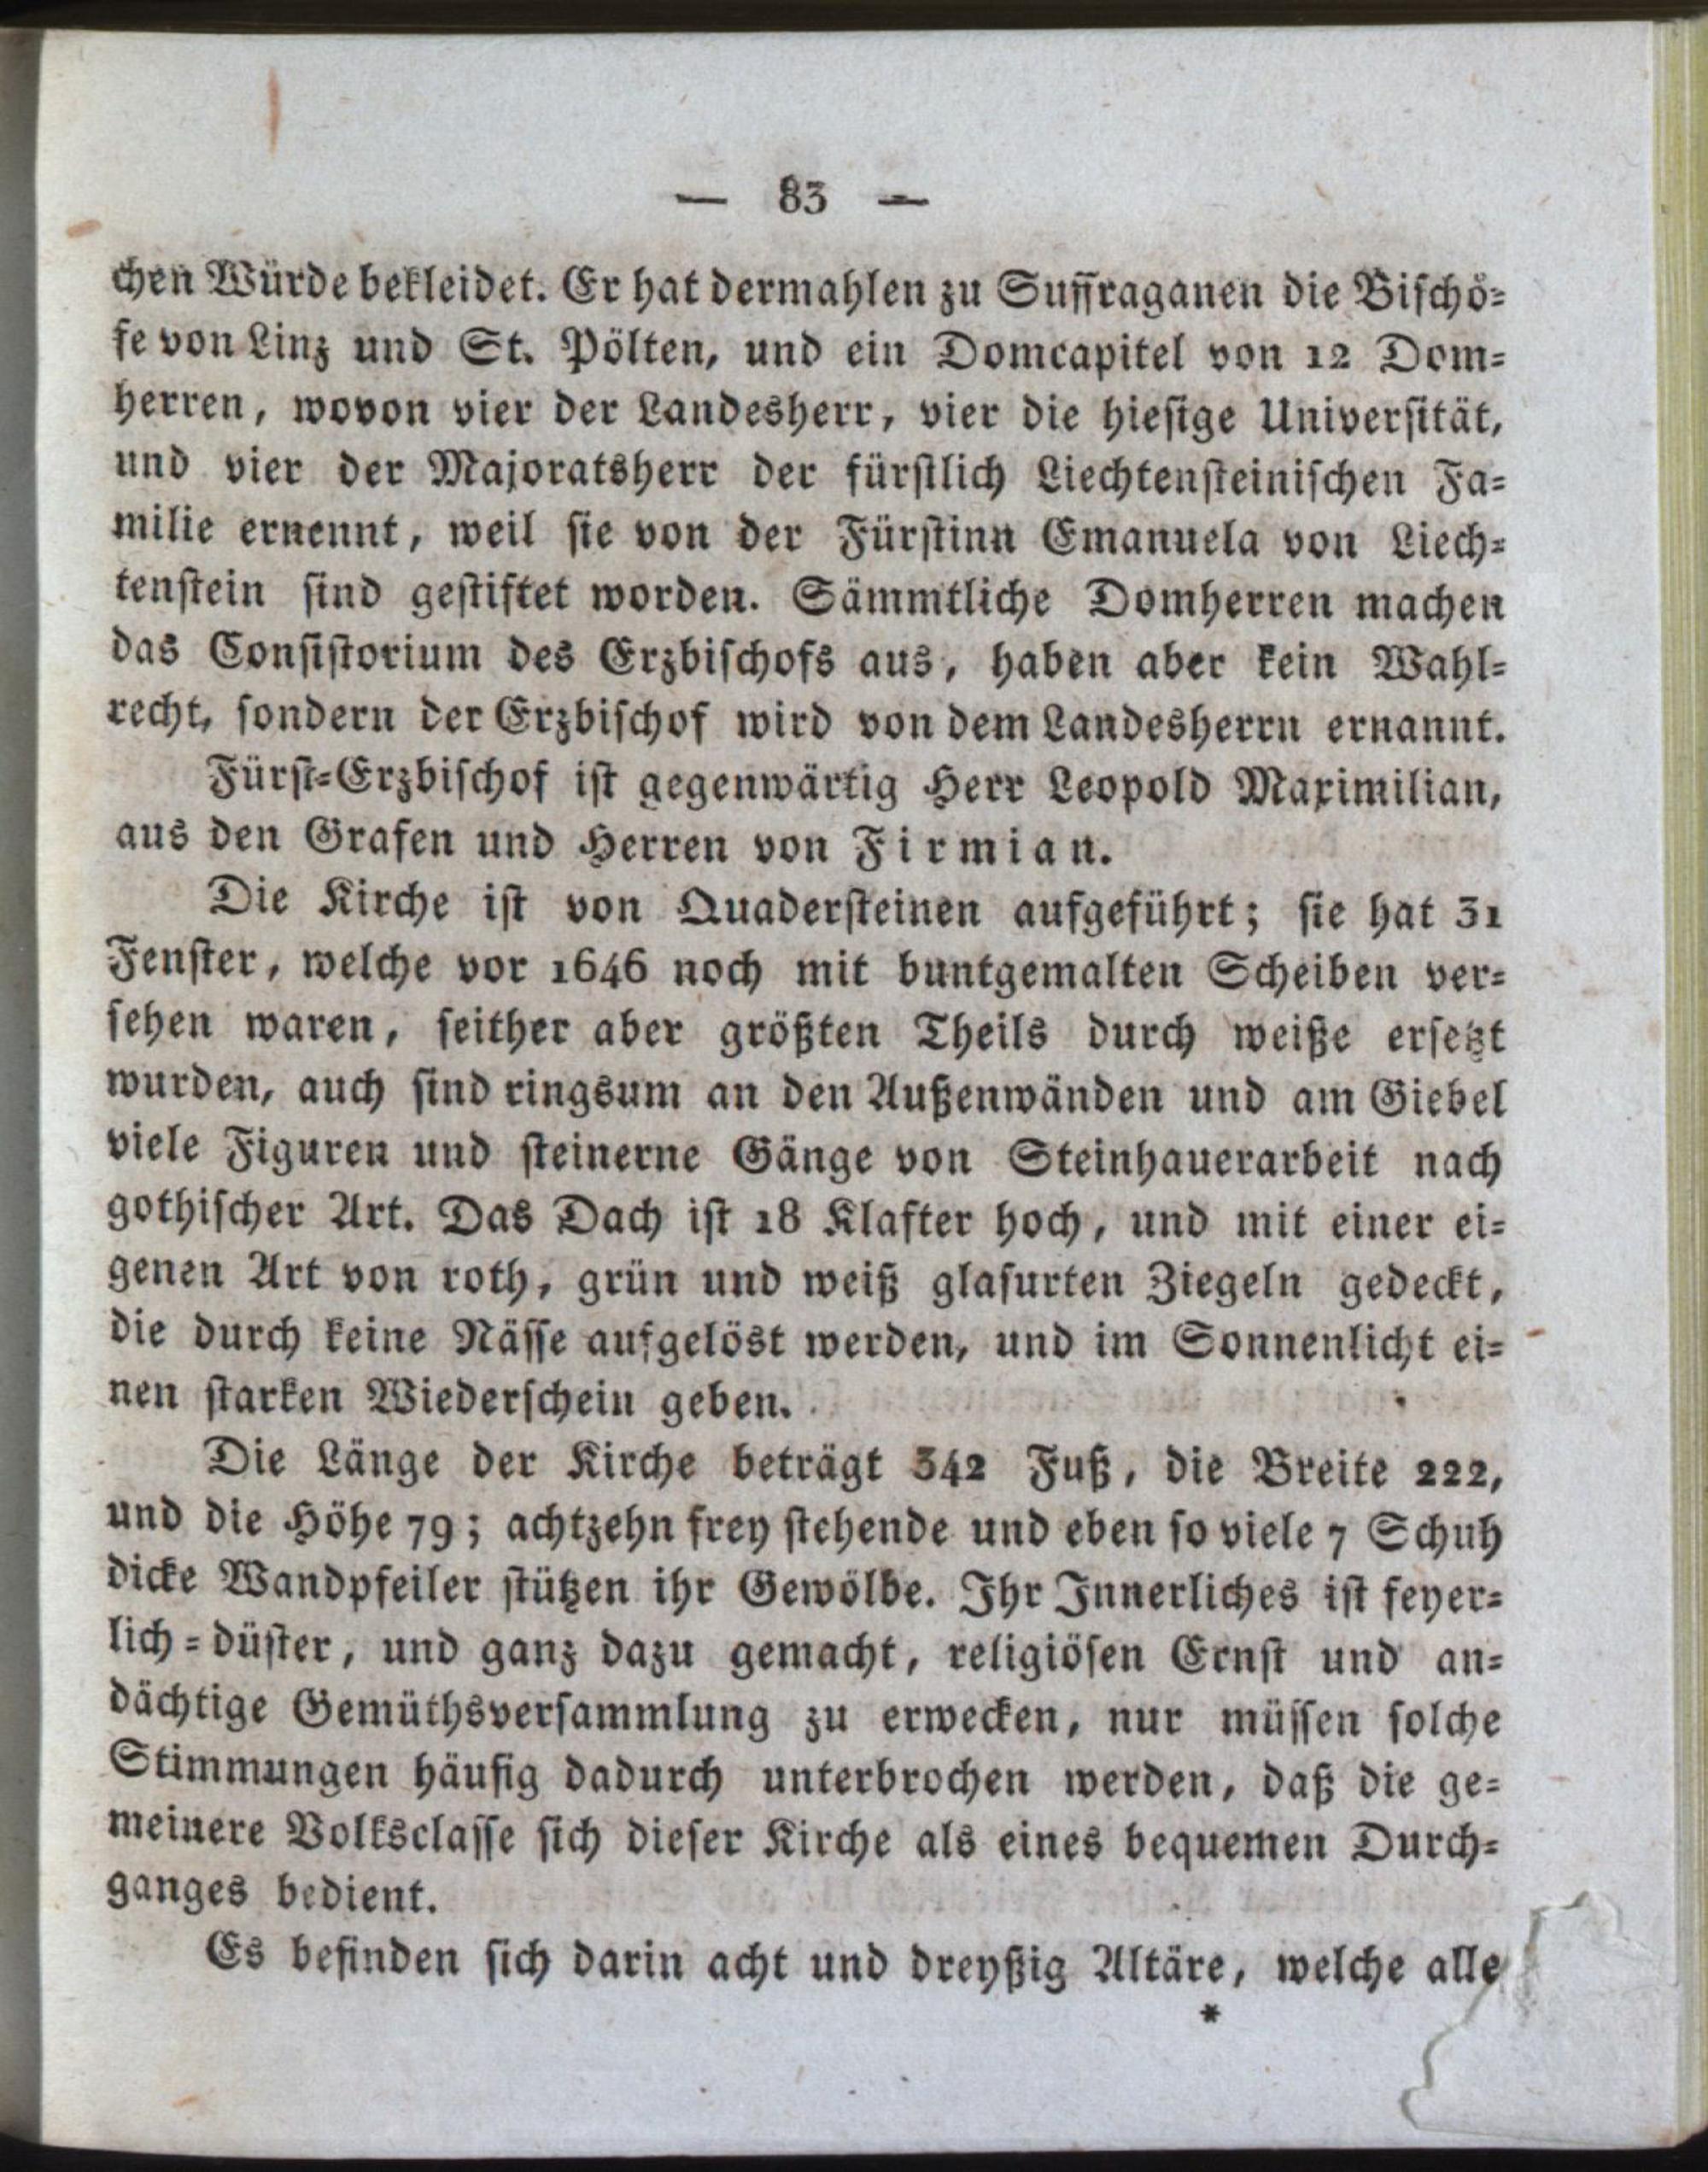 — 83 —
chen Würde bekleidet. Er hat dermahlen zu Suffraganen die Bischö-
fe von Linz und St. Pölten, und ein Domcapitel von 12 Dom-
herren, wovon vier der Landesherr, vier die hiesige Universität,
und vier der Majoratsherr der fürstlich Liechtensteinischen Fa-
milie ernennt, weil sie von der Fürstinn Emanuela von Liech-
tenstein sind gestiftet worden. Sämmtliche Domherren machen
das Consistorium des Erzbischofs aus, haben aber kein Wahl-
recht, sondern der Erzbischof wird von dem Landesherrn ernannt.
Fürst-Erzbischof ist gegenwärtig Herr Leopold Maximilian,
aus den Grafen und Herren von Firmian.
Die Kirche ist von Quadersteinen aufgeführt; sie hat 31
Fenster, welche vor 1646 noch mit buntgemalten Scheiben ver-
sehen waren, seither aber größten Theils durch weiße ersetzt
wurden, auch sind ringsum an den Außenwänden und am Giebel
viele Figuren und steinerne Gänge von Steinhauerarbeit nach
gothischer Art. Das Dach ist 18 Klafter hoch, und mit einer ei-
genen Art von roth, grün und weiß glasurten Ziegeln gedeckt,
die durch keine Nässe aufgelöst werden, und im Sonnenlicht ei-
nen starken Wiederschein geben.
Die Länge der Kirche beträgt 342 Fuß, die Breite 222,
und die Höhe 79; achtzehn frey stehende und eben so viele 7 Schuh
dicke Wandpfeiler stützen ihr Gewölbe. Ihr Innerliches ist feyer-
lich-düster, und ganz dazu gemacht, religiösen Ernst und an-
dächtige Gemüthsversammlung zu erwecken, nur müssen solche
Stimmungen häufig dadurch unterbrochen werden, daß die ge-
meinere Volksclasse sich dieser Kirche als eines bequemen Durch-
ganges bedient.
Es befinden sich darin acht und dreyßig Altäre, welche alle
*